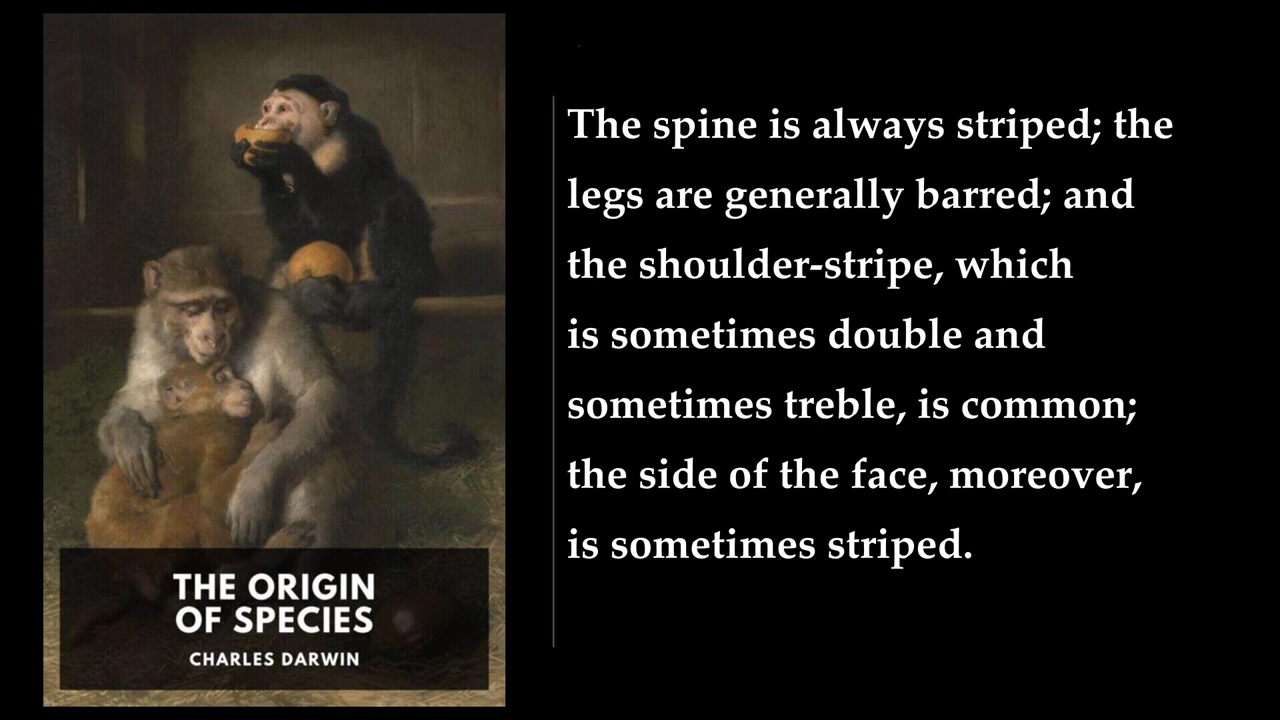 THE ORIGIN
OF SPECIES
CHARLES DARWIN
The spine is always striped; the
legs are generally barred; and
the shoulder-stripe, which
is sometimes double and
sometimes treble, is common;
the side of the face, moreover,
is sometimes striped.